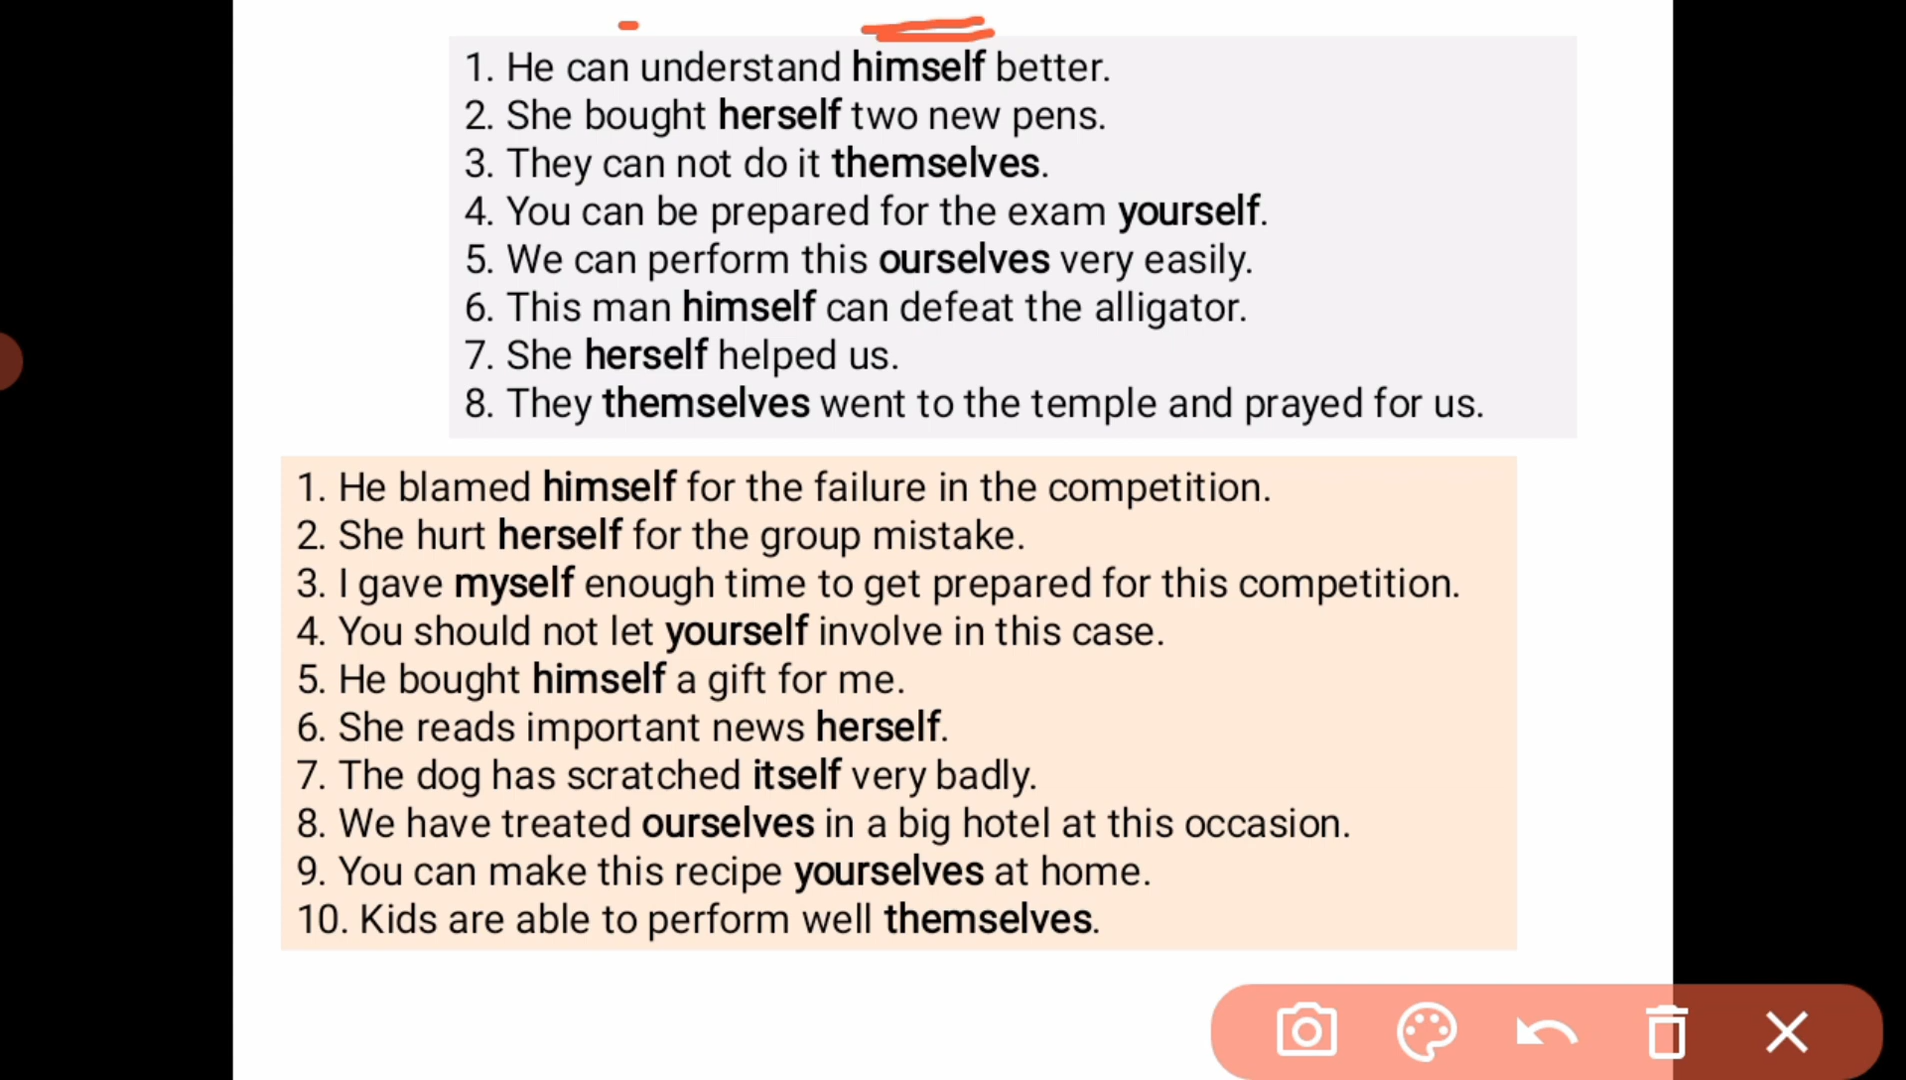 1. He can understand himself better.
2. She bought herself two new pens.
3. They can not do it themselves.
4. You can be prepared for the exam yourself.
5. We can perform this ourselves very easily.
6. This man himself can defeat the alligator.
7. She herself helped us.
8. They themselves went to the temple and prayed for us.
1. He blamed himself for the failure in the competition.
2. She hurt herself for the group mistake.
3. I gave myself enough time to get prepared for this competition.
4. You should not let yourself involve in this case.
5. He bought himself a gift for me.
6. She reads important news herself.
7. The dog has scratched itself very badly.
8. We have treated ourselves in a big hotel at this occasion.
9. You can make this recipe yourselves at home.
10. Kids are able to perform well themselves.